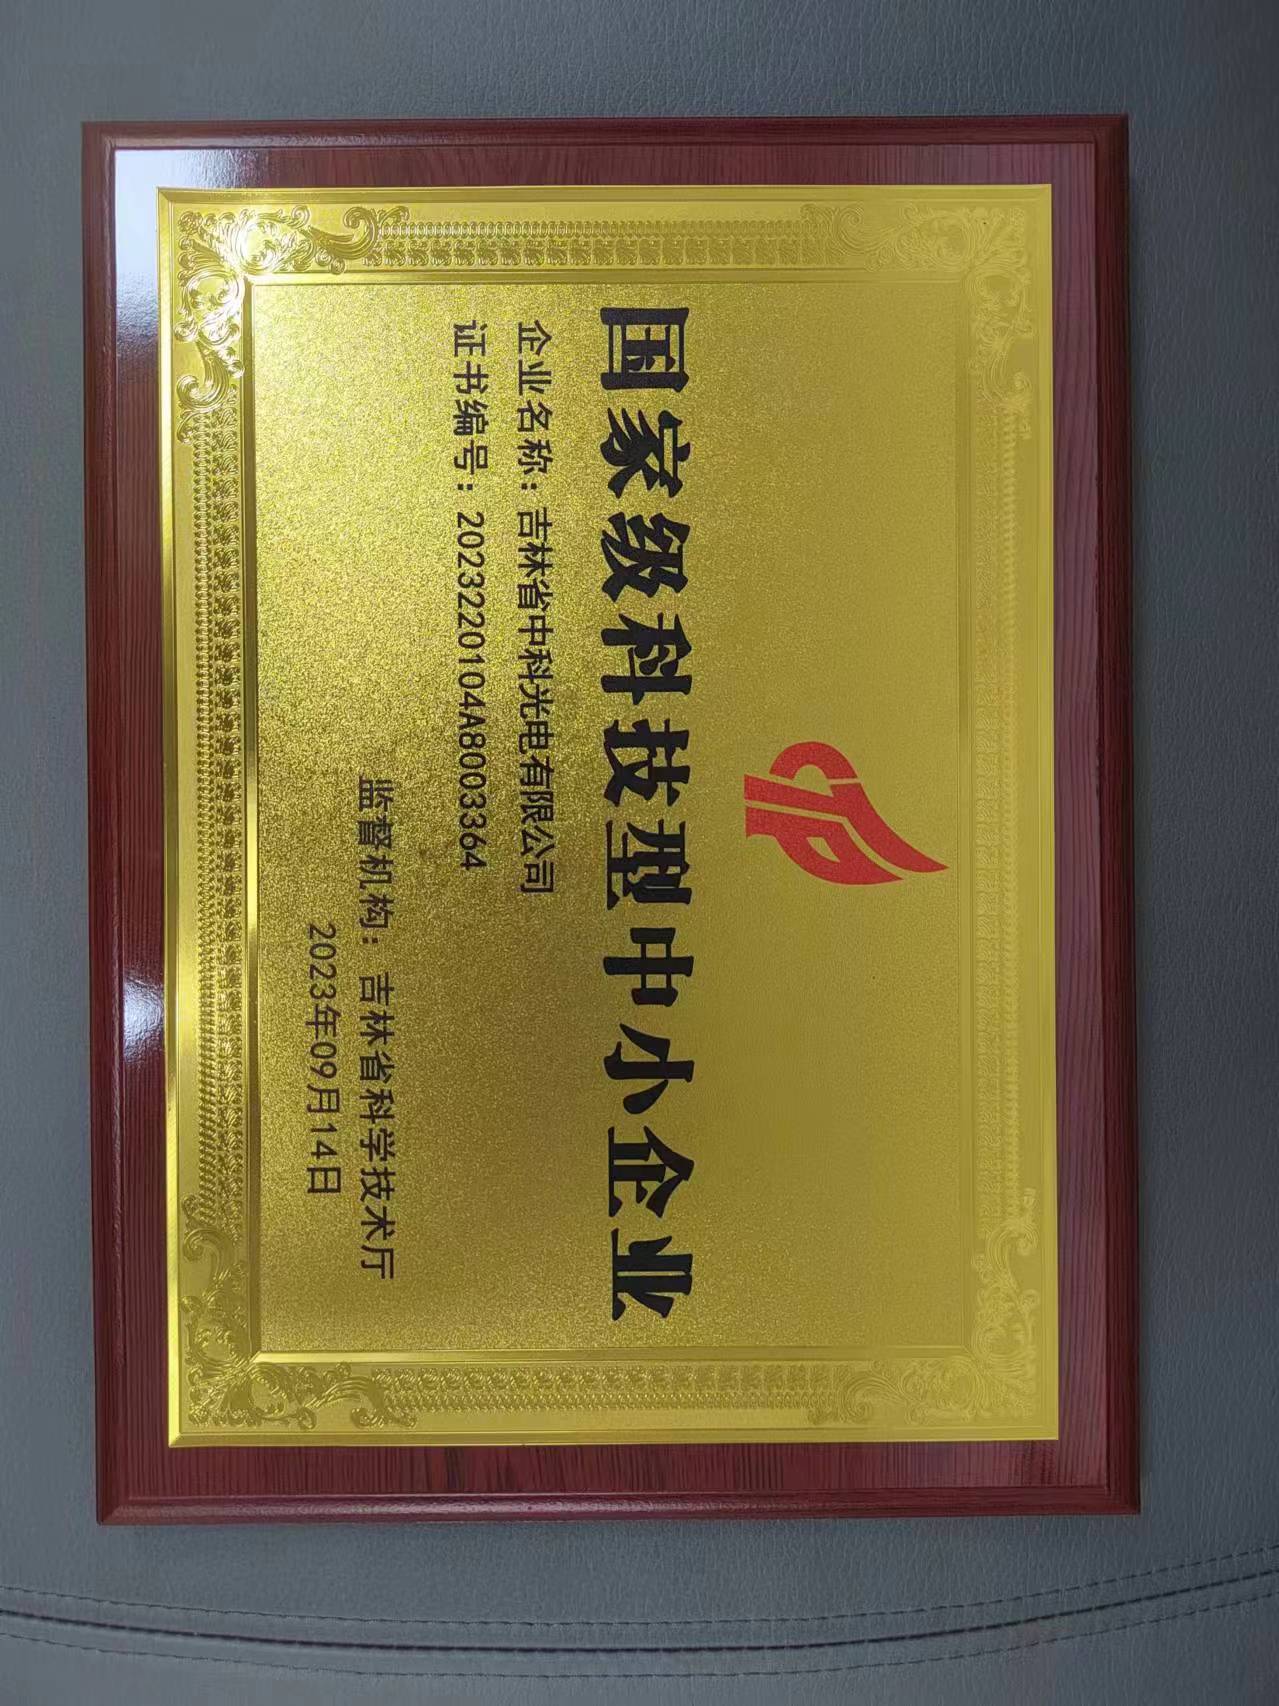 国家级科技型中小企业
企业名称：吉林省中科光电有限公司
证书编号：2023220104A8003364
监督机构：吉林省科学技术厅
2023年09月14日